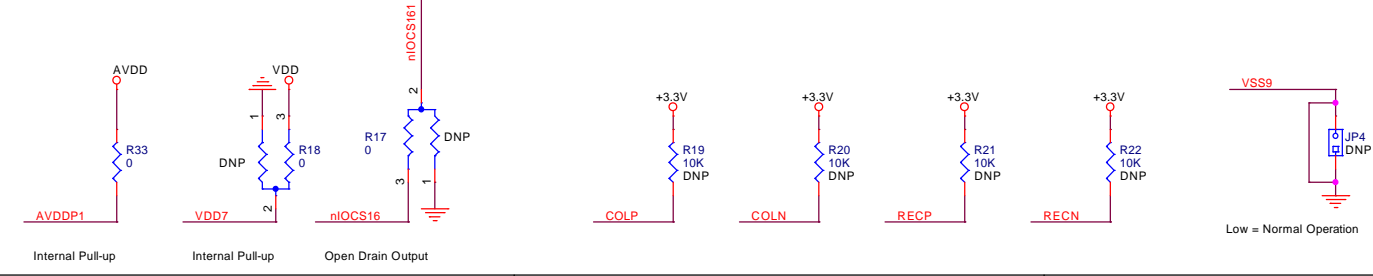 nIOCS161
AVDD
R33
0
AVDDP1
Internal Pull-up
VDD
1
3
DNP
R18
0
2
VDD7
Internal Pull-up
2
R17
0
DNP
3
1
nIOCS16
Open Drain Output
+3.3V
R19
10K
DNP
COLP
+3.3V
R20
10K
DNP
COLN
+3.3V
R21
10K
DNP
RECP
+3.3V
R22
10K
DNP
RECN
VSS9
JP4
DNP
Low = Normal Operation